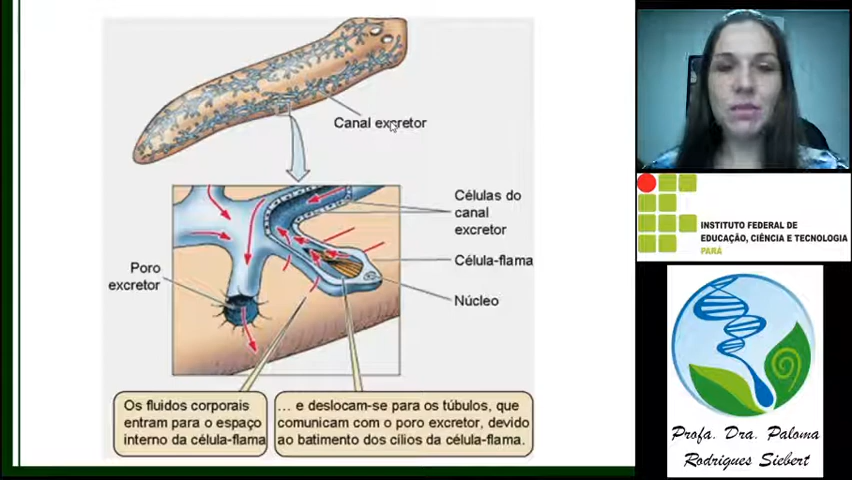 Canal excretor
Células do
canal
excretor
Célula-flama
Núcleo
Poro
excretor
Os fluidos corporais
entram para o espaço
interno da célula-flama
... e deslocam-se para os túbulos, que
comunicam com o poro excretor, devido
ao batimento dos cílios da célula-flama.
INSTITUTO FEDERAL DE
EDUCAÇÃO, CIÊNCIA E TECNOLOGIA
PARÁ
Profa. Dra. Paloma
Rodrigues Siebert